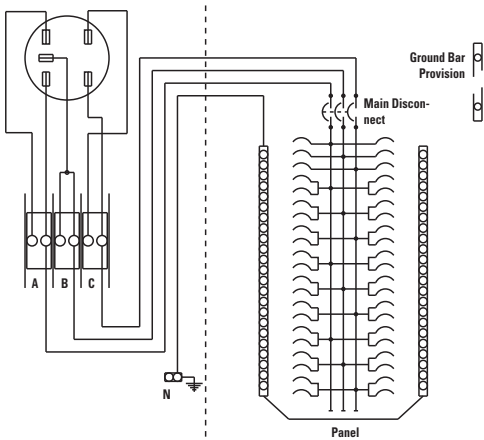 Ground Bar
Provision
Main Discon-
nect
A
B
C
N
Panel